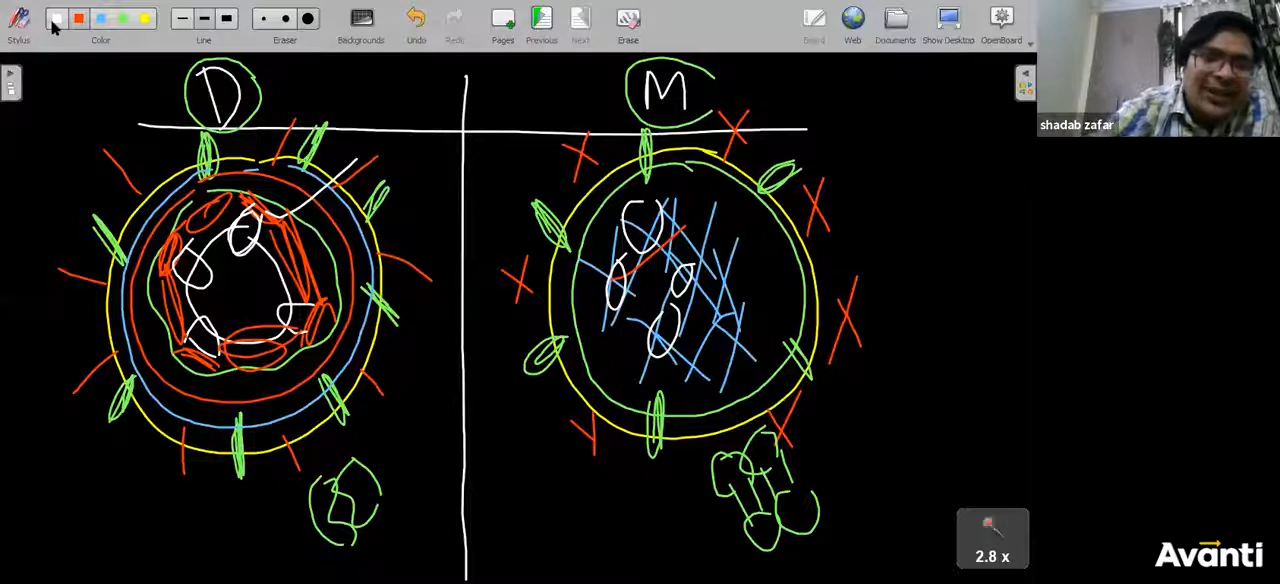 Stylus
Color
Line
Eraser
Backgrounds
Undo
Redo
Pages
Previous
Next
Erase
Board
Web
Documents
Show Desktop
OpenBoard
shadab zafar
D
M
2.8 x
Avanti